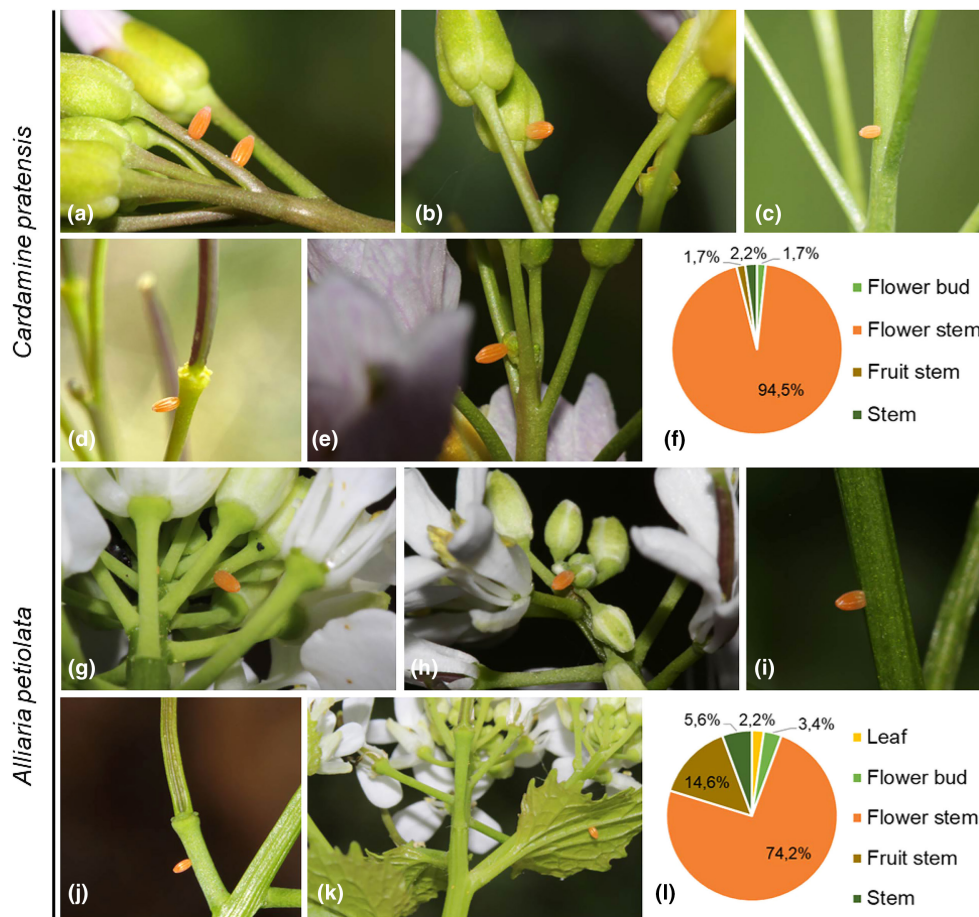 Cardamine pratensis
(a)
(b)
(c)
(d)
(e)
1,7% 2,2% 1,7%
94,5%
(f)
Flower bud
Flower stem
Fruit stem
Stem
Alliaria petiolata
(g)
(h)
(i)
(j)
(k)
5,6% 2,2% 3,4%
14,6%
74,2%
(l)
Leaf
Flower bud
Flower stem
Fruit stem
Stem